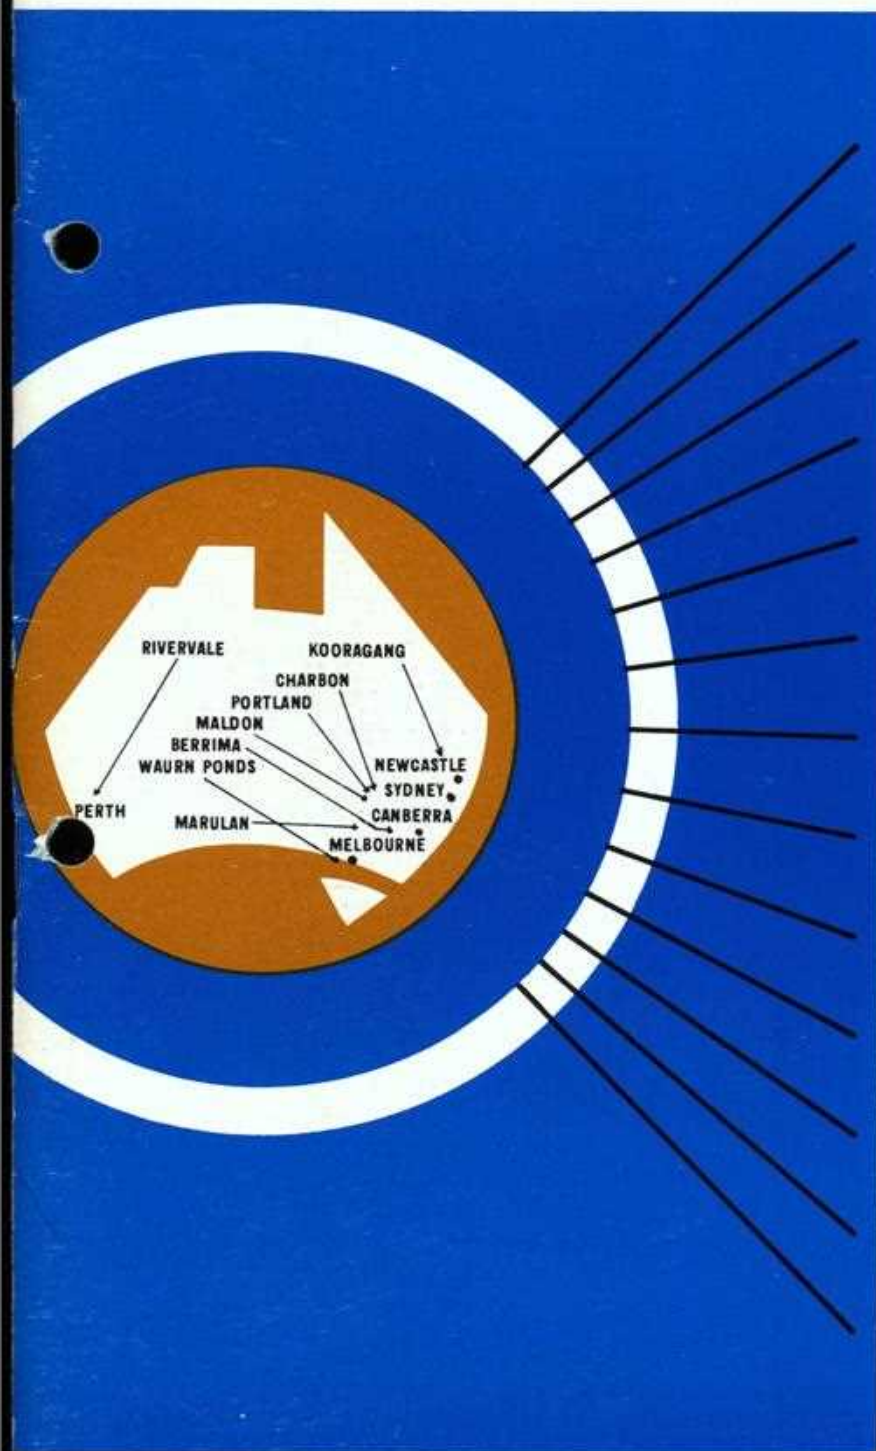 RIVERVALE
KOORAGANG
CHARBON
PORTLAND
MALDON
BERRIMA
WAURN PONDS
NEWCASTLE
SYDNEY
PERTH
CANBERRA
MARULAN
MELBOURNE